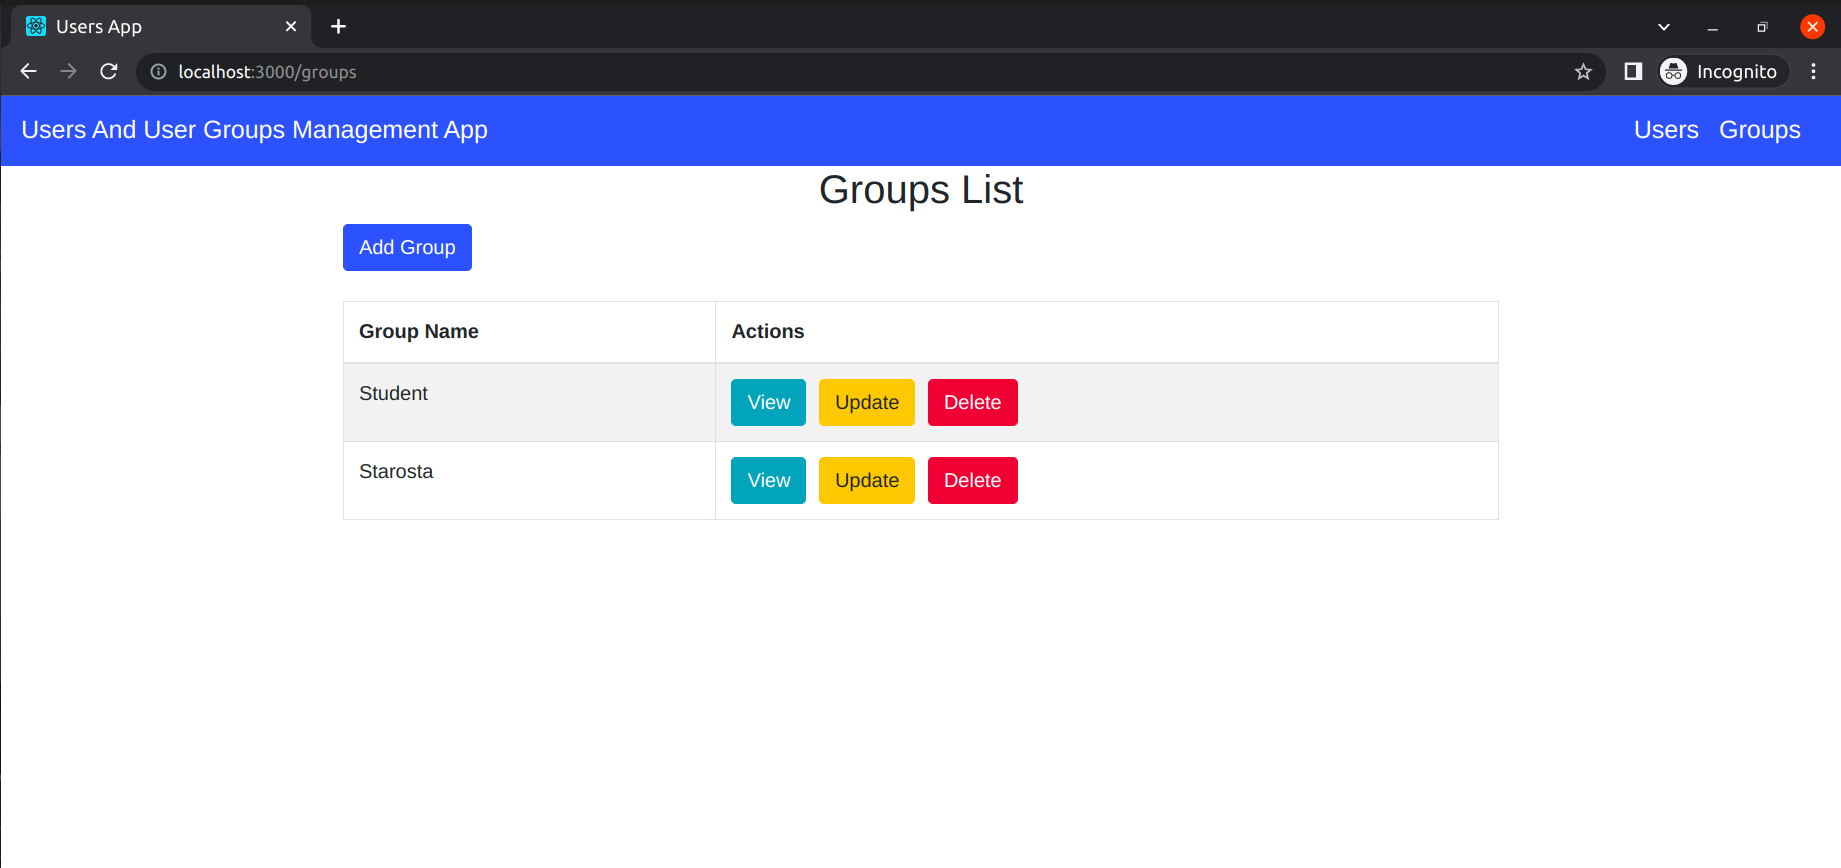 Users App
localhost:3000/groups
Incognito
Users And User Groups Management App
Users Groups
Groups List
Add Group
Group Name Actions
Student View Update Delete
Starosta View Update Delete